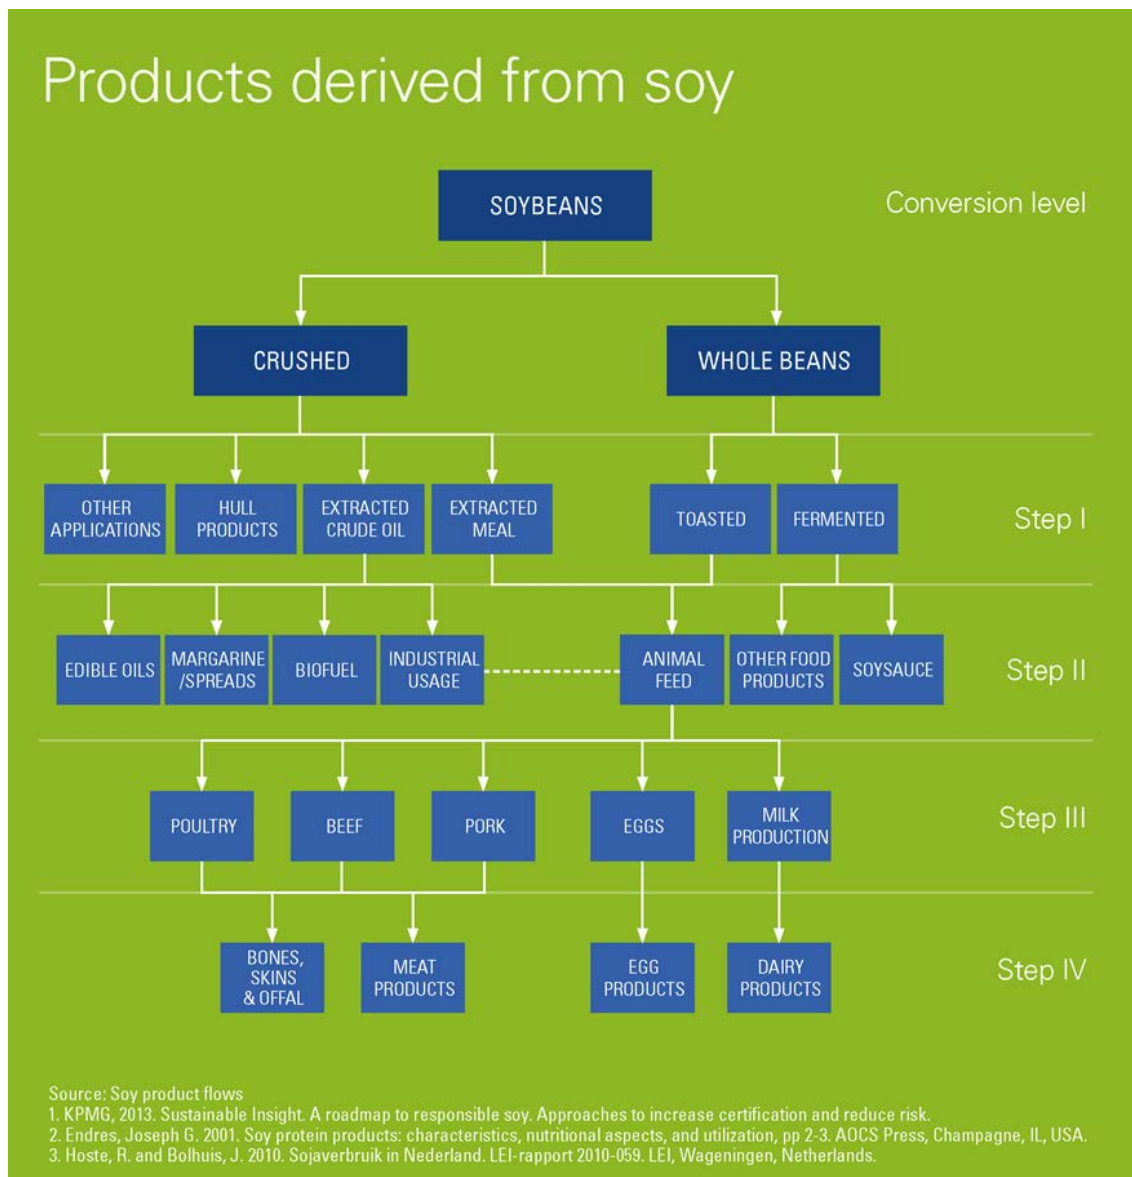 Products derived from soy
SOYBEANS
Conversion level
CRUSHED
WHOLE BEANS
OTHER
APPLICATIONS
HULL
PRODUCTS
EXTRACTED
CRUDE OIL
EXTRACTED
MEAL
TOASTED
FERMENTED
Step I
EDIBLE OILS
MARGARINE
/SPREADS
BIOFUEL
INDUSTRIAL
USAGE
ANIMAL
FEED
OTHER FOOD
PRODUCTS
SOYSAUCE
Step II
POULTRY
BEEF
PORK
EGGS
MILK
PRODUCTION
Step III
BONES,
SKINS
& OFFAL
MEAT
PRODUCTS
EGG
PRODUCTS
DAIRY
PRODUCTS
Step IV
Source: Soy product flows
1. KPMG, 2013. Sustainable Insight. A roadmap to responsible soy. Approaches to increase certification and reduce risk.
2. Endres, Joseph G. 2001. Soy protein products: characteristics, nutritional aspects, and utilization, pp 2-3. AOCS Press, Champagne, IL, USA.
3. Hoste, R. and Bolhuis, J. 2010. Sojaverbruik in Nederland. LEI-rapport 2010-059. LEI, Wageningen, Netherlands.